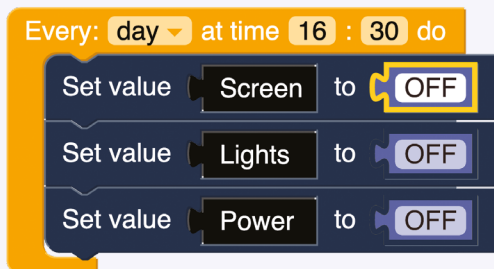 Every: day at time 16 : 30 do
Set value Screen to OFF
Set value Lights to OFF
Set value Power to OFF